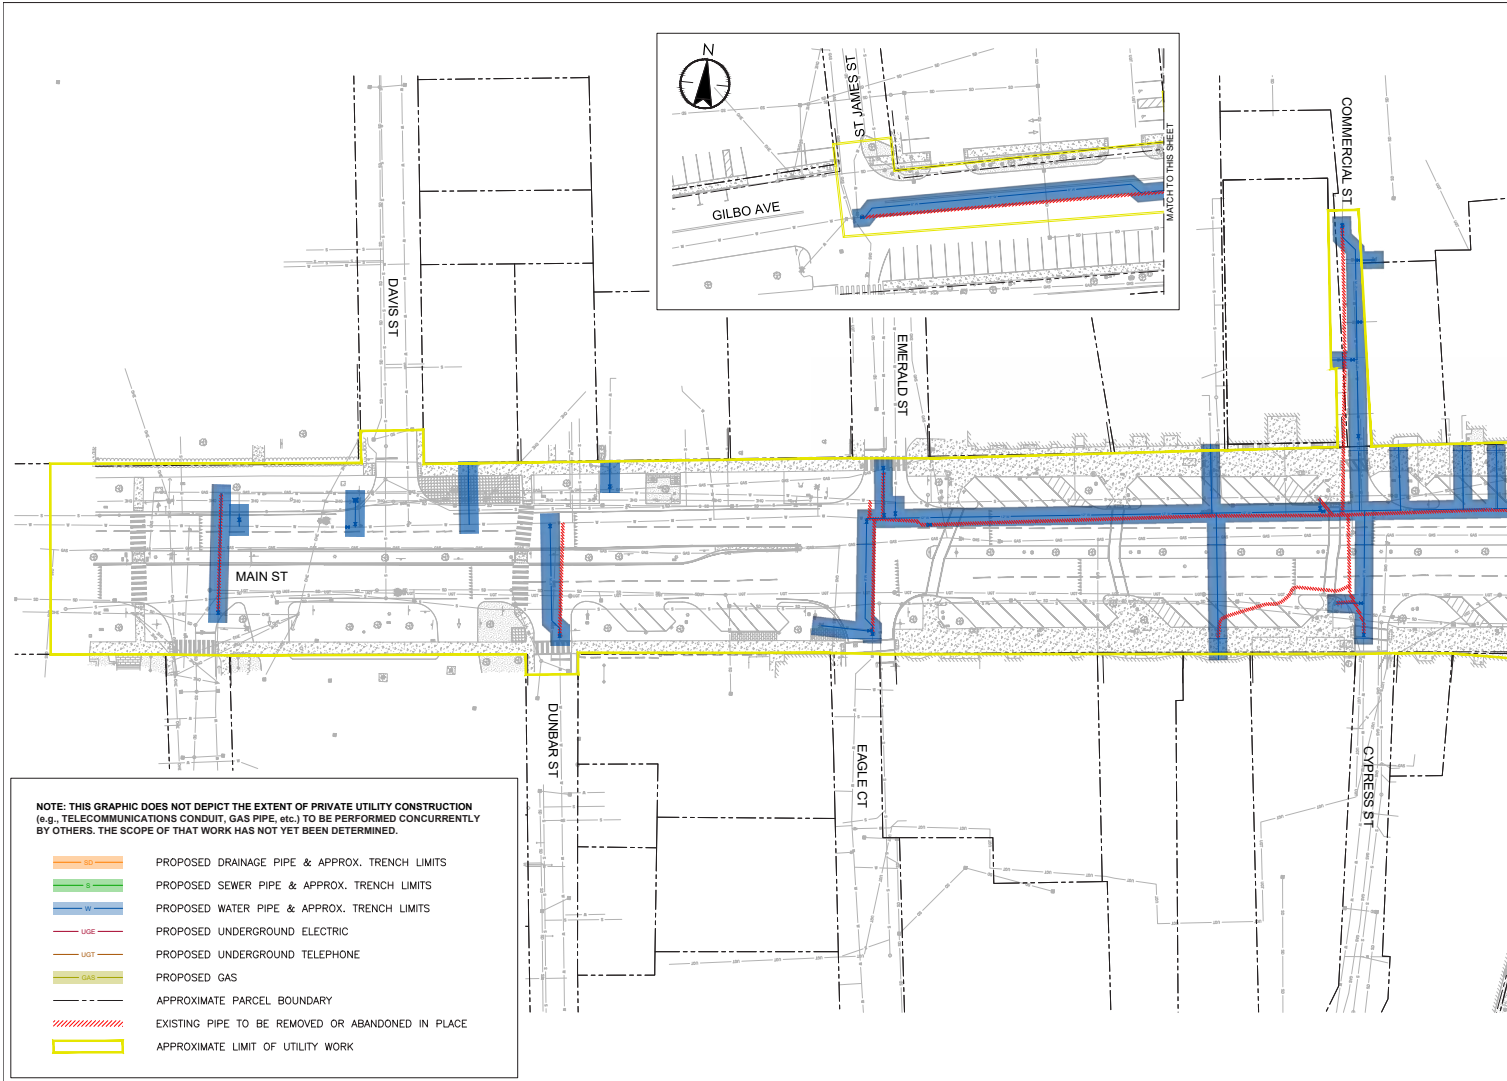 N
ST JAMES ST
GILBO AVE
MATCH TO THIS SHEET
COMMERCIAL ST
DAVIS ST
EMERALD ST
MAIN ST
DUNBAR ST
EAGLE CT
CYPRESS ST
NOTE: THIS GRAPHIC DOES NOT DEPICT THE EXTENT OF PRIVATE UTILITY CONSTRUCTION
(e.g., TELECOMMUNICATIONS CONDUIT, GAS PIPE, etc.) TO BE PERFORMED CONCURRENTLY
BY OTHERS. THE SCOPE OF THAT WORK HAS NOT YET BEEN DETERMINED.
SD PROPOSED DRAINAGE PIPE & APPROX. TRENCH LIMITS
S PROPOSED SEWER PIPE & APPROX. TRENCH LIMITS
W PROPOSED WATER PIPE & APPROX. TRENCH LIMITS
UGE PROPOSED UNDERGROUND ELECTRIC
UGT PROPOSED UNDERGROUND TELEPHONE
GAS PROPOSED GAS
APPROXIMATE PARCEL BOUNDARY
EXISTING PIPE TO BE REMOVED OR ABANDONED IN PLACE
APPROXIMATE LIMIT OF UTILITY WORK